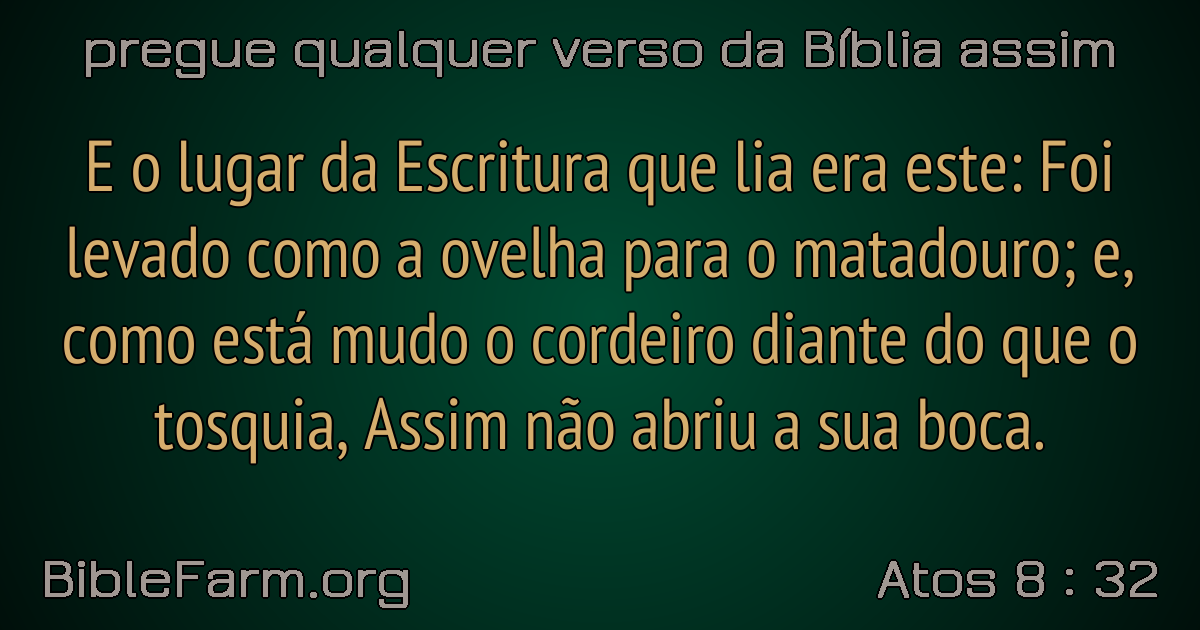 pregue qualquer verso da Bíblia assim
E o lugar da Escritura que lia era este: Foi
levado como a ovelha para o matadouro; e,
como está mudo o cordeiro diante do que o
tosquia, Assim não abriu a sua boca.
BibleFarm.org
Atos 8 : 32